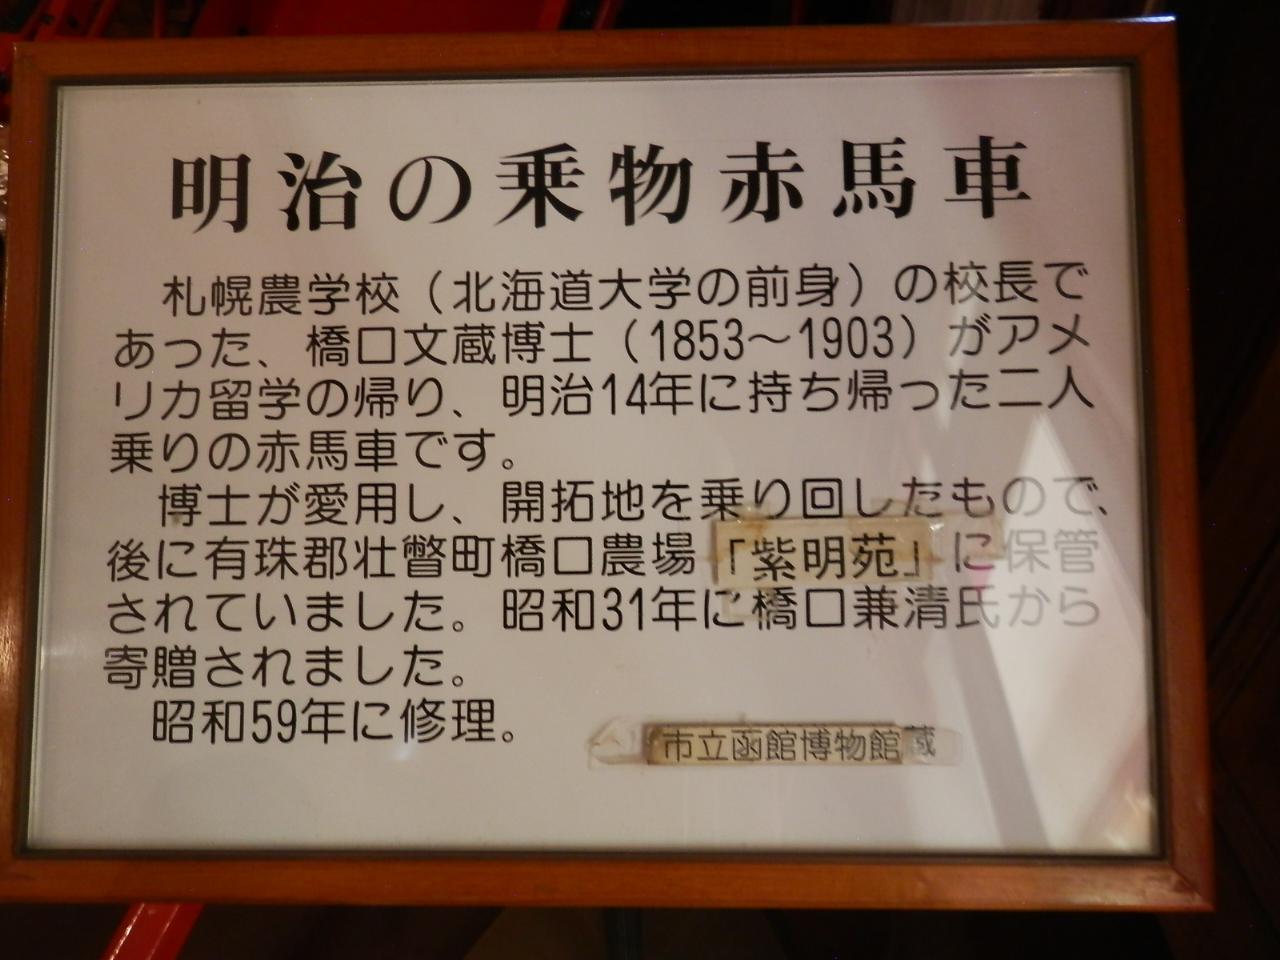 明治の乗物赤馬車
札幌農学校（北海道大学の前身）の校長で
あった、橋口文蔵博士（1853～1903）がアメ
リカ留学の帰り、明治14年に持ち帰った二人
乗りの赤馬車です。
博士が愛用し、開拓地を乗り回したもので、
後に有珠郡壮瞥町橋口農場「紫明苑」に保管
されていました。昭和31年に橋口兼清氏から
寄贈されました。
昭和59年に修理。
市立函館博物館蔵